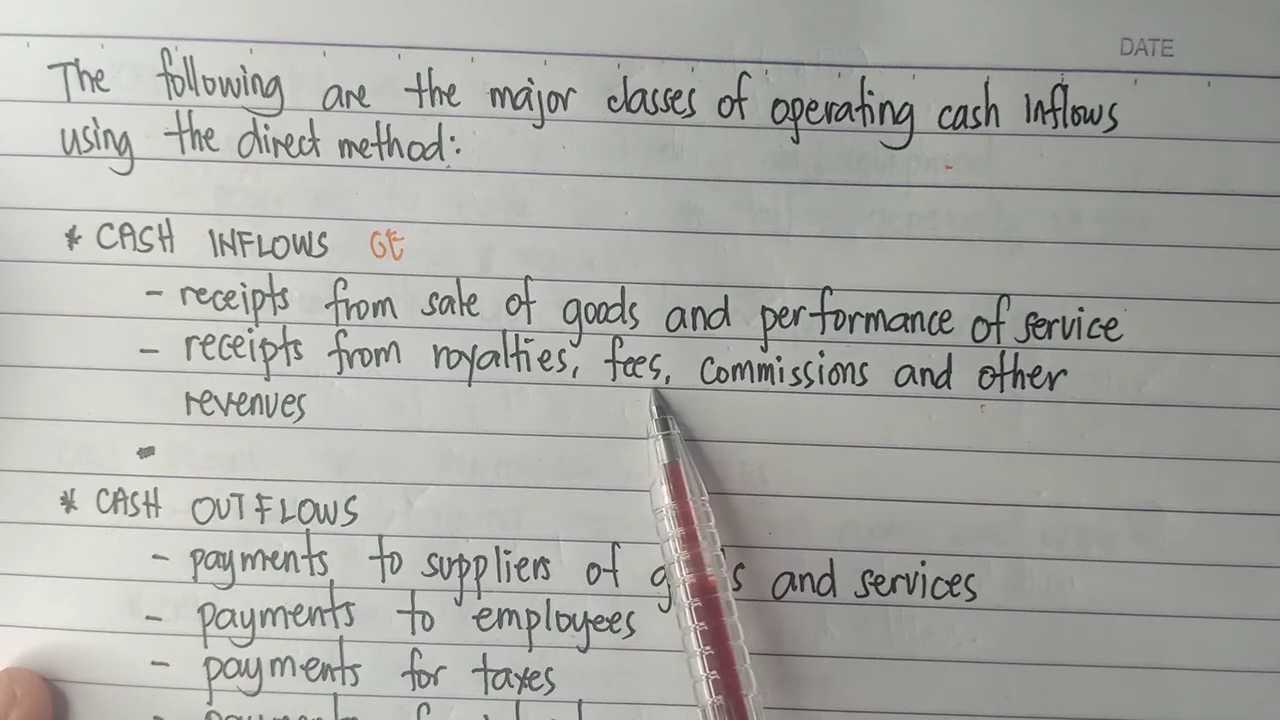 DATE
The following are the major classes of operating cash inflows
using the direct method:
* CASH INFLOWS
- receipts from sale of goods and performance of service
- receipts from royalties, fees, commissions and other
revenues
* CASH OUTFLOWS
- payments to suppliers of and services
- payments to employees
- payments for taxes